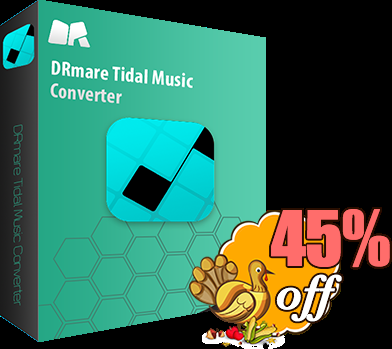 DRmare Tidal Music
Converter
DRmare Tidal Music Converter
45%
off